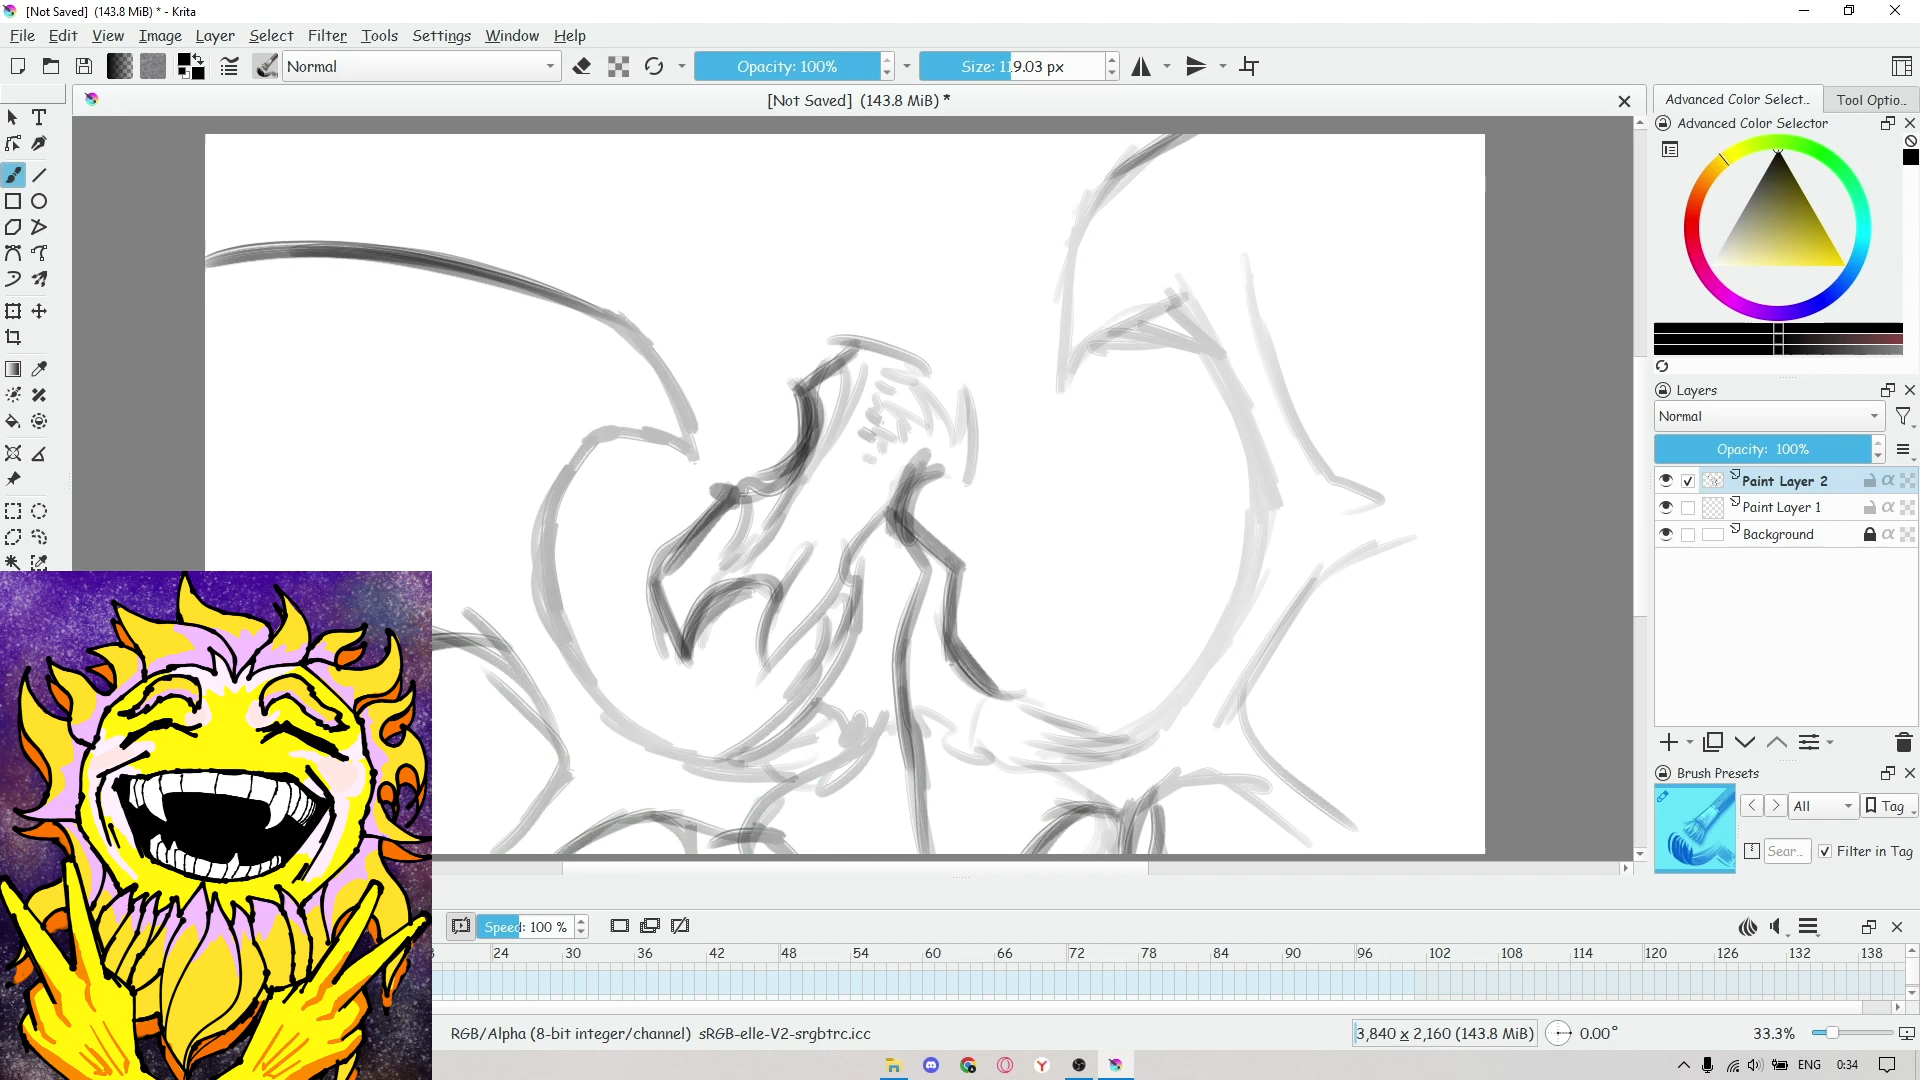 [Not Saved]  (143.8 MiB) * - Krita
File Edit View Image Layer Select Filter Tools Settings Window Help
Normal
Opacity: 100%
Size: 119.03 px
[Not Saved]  (143.8 MiB) *
Advanced Color Select...
Tool Optio...
Advanced Color Selector
Layers
Normal
Opacity: 100%
Paint Layer 2
Paint Layer 1
Background
Brush Presets
All
Tag
Sear...
Filter in Tag
Speed: 100 %
24 30 36 42 48 54 60 66 72 78 84 90 96 102 108 114 120 126 132 138
RGB/Alpha (8-bit integer/channel)  sRGB-elle-V2-srgbtrc.icc
3,840 x 2,160 (143.8 MiB)
0.00°
33.3%
ENG
0:34